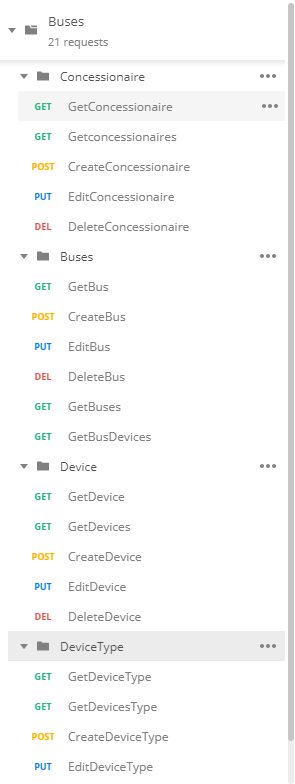 Buses
21 requests
Concessionaire
GET GetConcessionaire
GET Getconcessionaires
POST CreateConcessionaire
PUT EditConcessionaire
DEL DeleteConcessionaire
Buses
GET GetBus
POST CreateBus
PUT EditBus
DEL DeleteBus
GET GetBuses
GET GetBusDevices
Device
GET GetDevice
GET GetDevices
POST CreateDevice
PUT EditDevice
DEL DeleteDevice
DeviceType
GET GetDeviceType
GET GetDevicesType
POST CreateDeviceType
PUT EditDeviceType